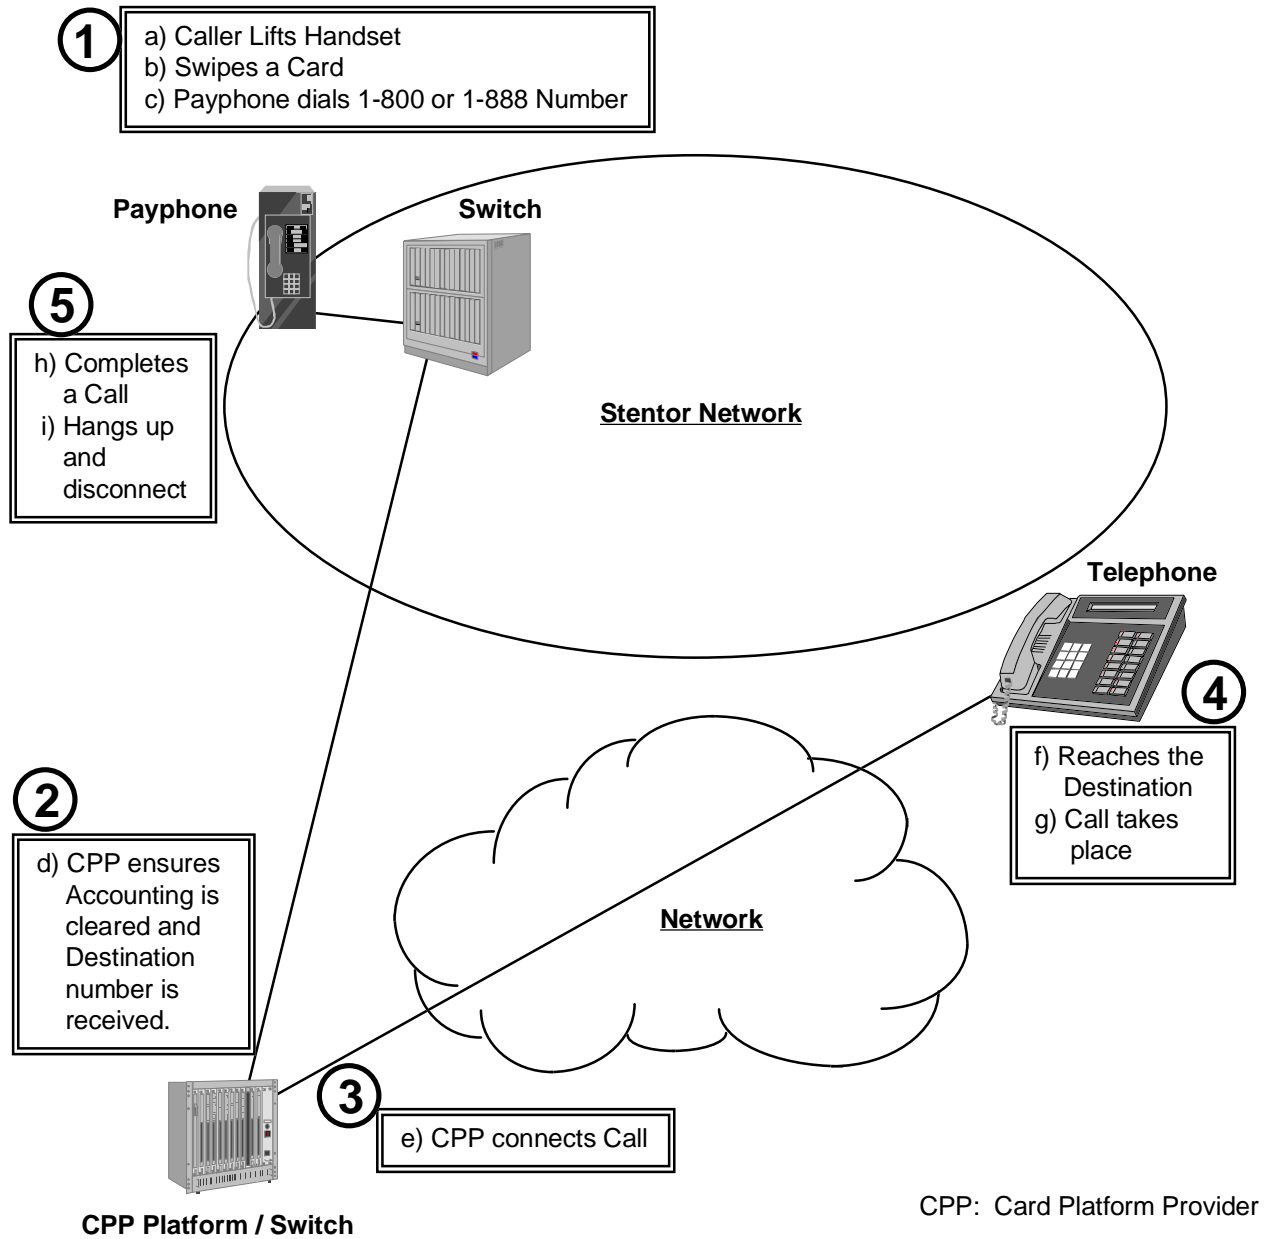 1
a) Caller Lifts Handset
b) Swipes a Card
c) Payphone dials 1-800 or 1-888 Number
Payphone
Switch
5
h) Completes
a Call
i) Hangs up
and
disconnect
Stentor Network
Telephone
4
f) Reaches the
Destination
g) Call takes
place
2
d) CPP ensures
Accounting is
cleared and
Destination
number is
received.
Network
3
e) CPP connects Call
CPP Platform / Switch
CPP:  Card Platform Provider